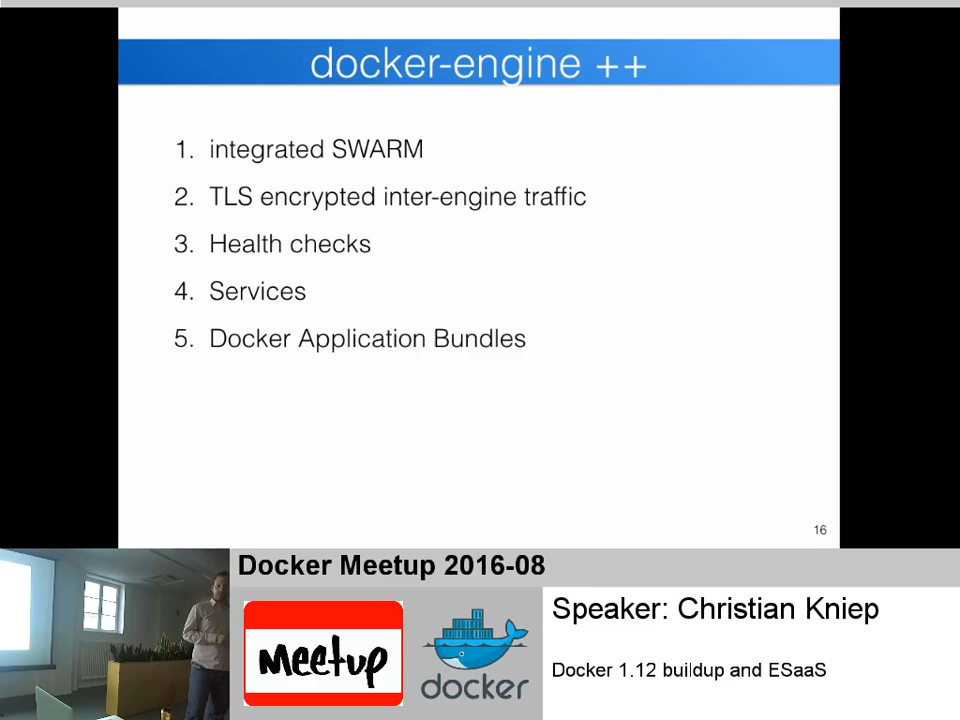 docker-engine ++
1. integrated SWARM
2. TLS encrypted inter-engine traffic
3. Health checks
4. Services
5. Docker Application Bundles
16
Docker Meetup 2016-08
Meetup
docker
Speaker: Christian Kniep
Docker 1.12 buildup and ESaaS